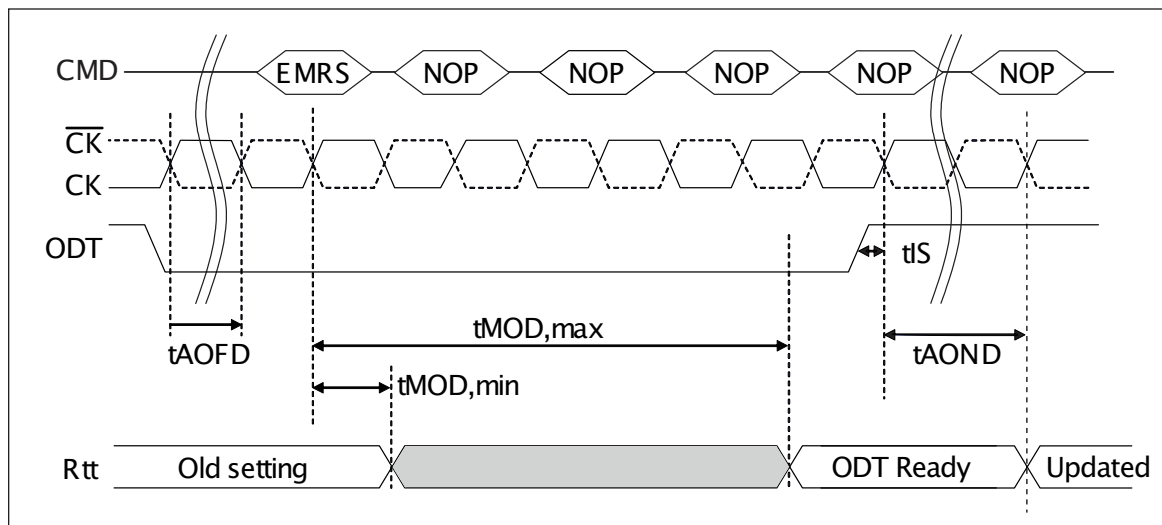 CMD EMRS NOP NOP NOP NOP NOP
CK
CK
ODT
tIS
tMOD,max
tAOFD
tAOND
tMOD,min
Rtt Old setting ODT Ready Updated